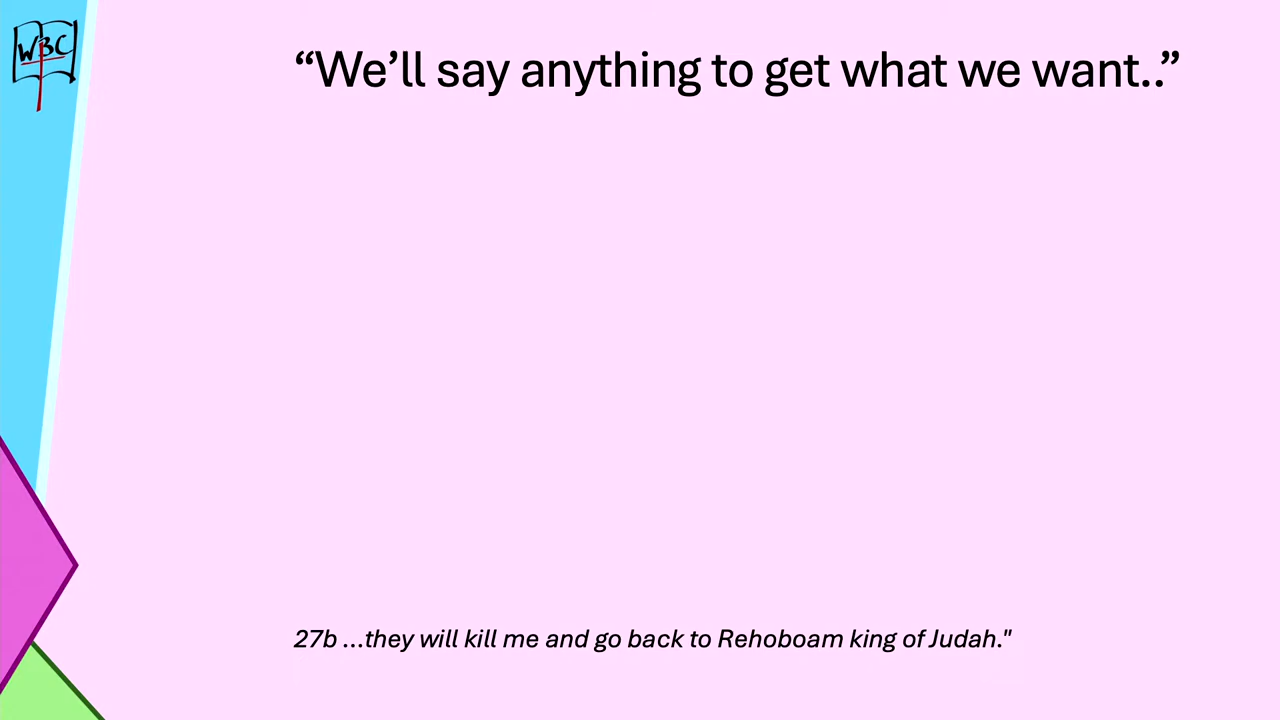 WBC
“We’ll say anything to get what we want..”
27b ...they will kill me and go back to Rehoboam king of Judah."